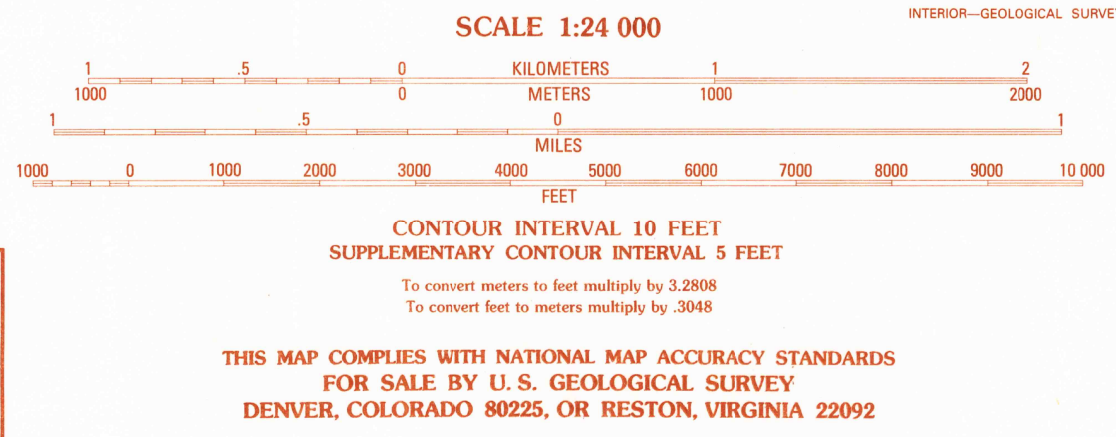 INTERIOR—GEOLOGICAL SURVEY
SCALE 1:24 000
1 .5 0 KILOMETERS 1 2
1000 0 METERS 1000 2000
1 .5 0 1
MILES
1000 0 1000 2000 3000 4000 5000 6000 7000 8000 9000 10 000
FEET
CONTOUR INTERVAL 10 FEET
SUPPLEMENTARY CONTOUR INTERVAL 5 FEET
To convert meters to feet multiply by 3.2808
To convert feet to meters multiply by .3048
THIS MAP COMPLIES WITH NATIONAL MAP ACCURACY STANDARDS
FOR SALE BY U. S. GEOLOGICAL SURVEY
DENVER, COLORADO 80225, OR RESTON, VIRGINIA 22092